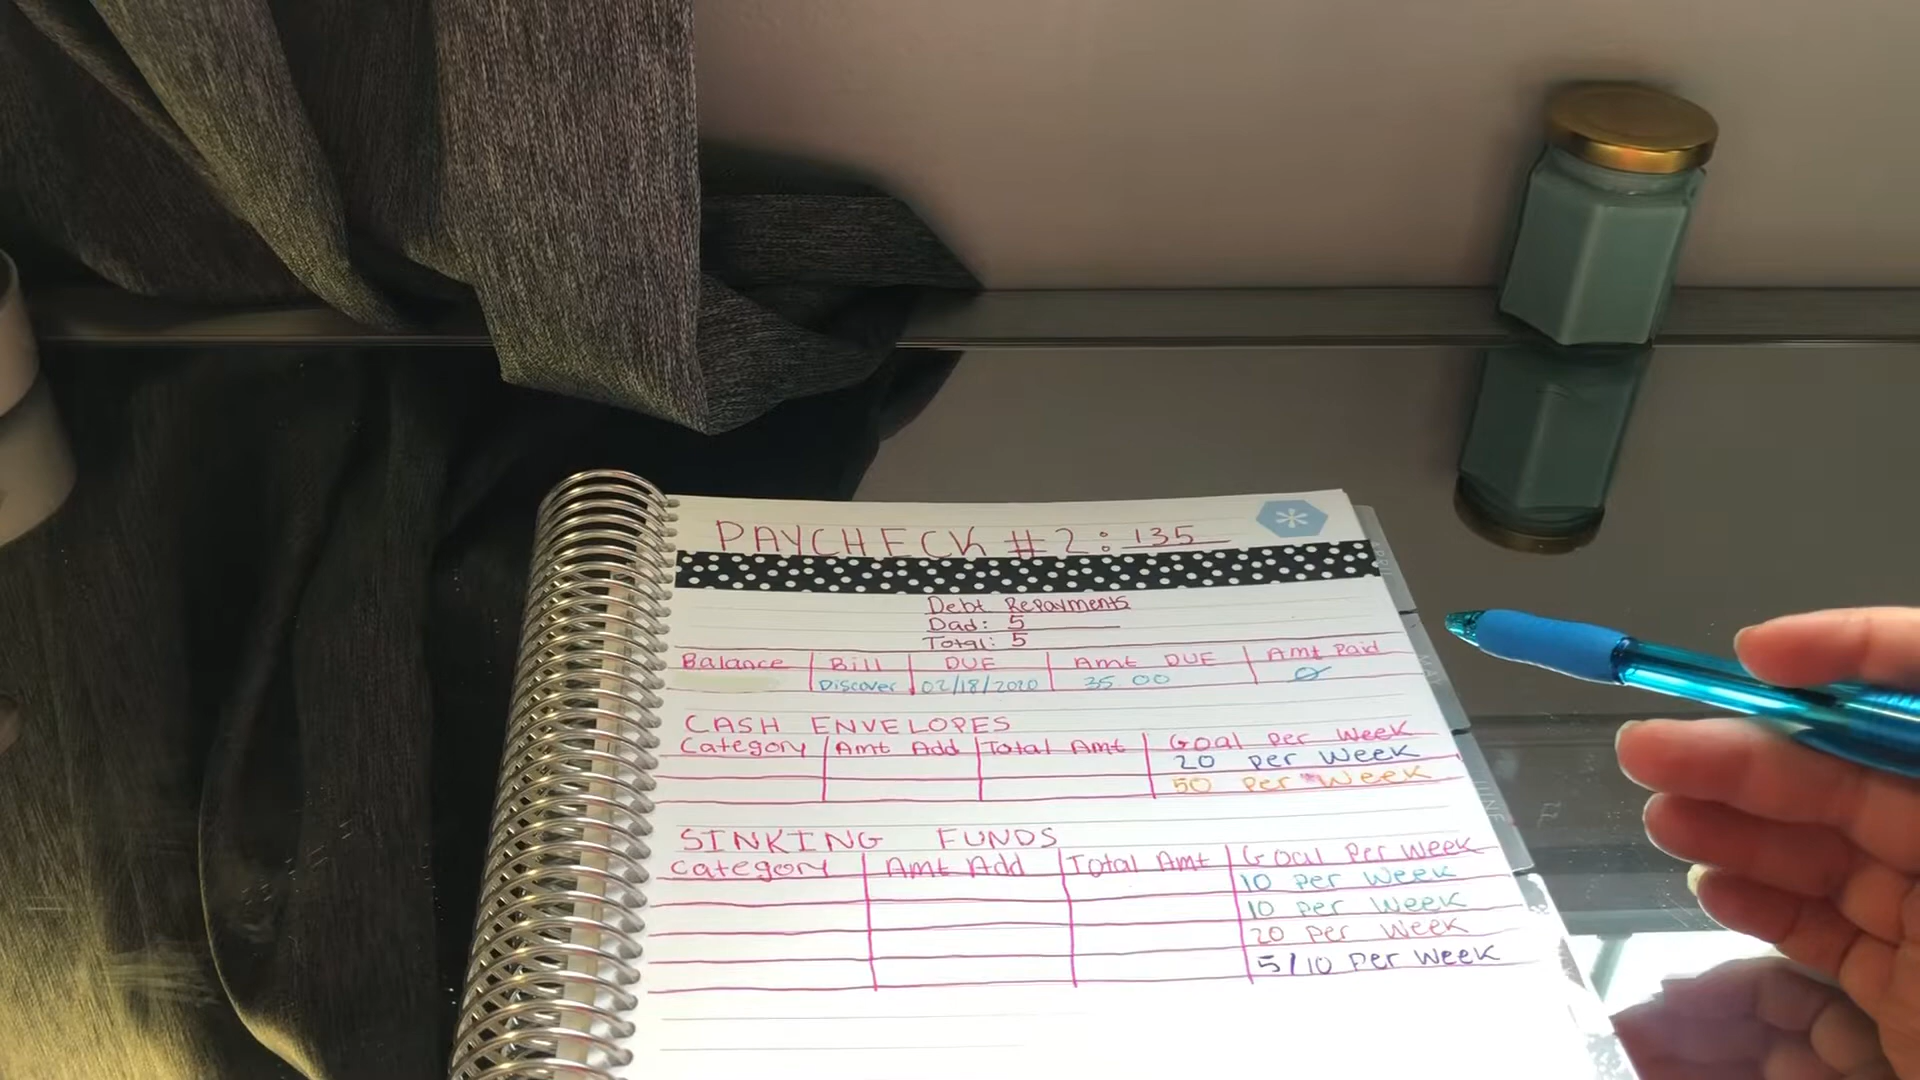 PAYCHECK #2: 135
Debt Repayments
Dad: 5
Total: 5
Balance Bill DUE Amt DUE Amt Paid
Discover 02/18/2020 35 00 0
CASH ENVELOPES
Category Amt Add Total Amt Goal per Week
20 per Week
50 per Week
SINKING FUNDS
Category Amt Add Total Amt Goal Per Week
10 per Week
10 per Week
20 per Week
5/10 per Week
MAY
JUNE